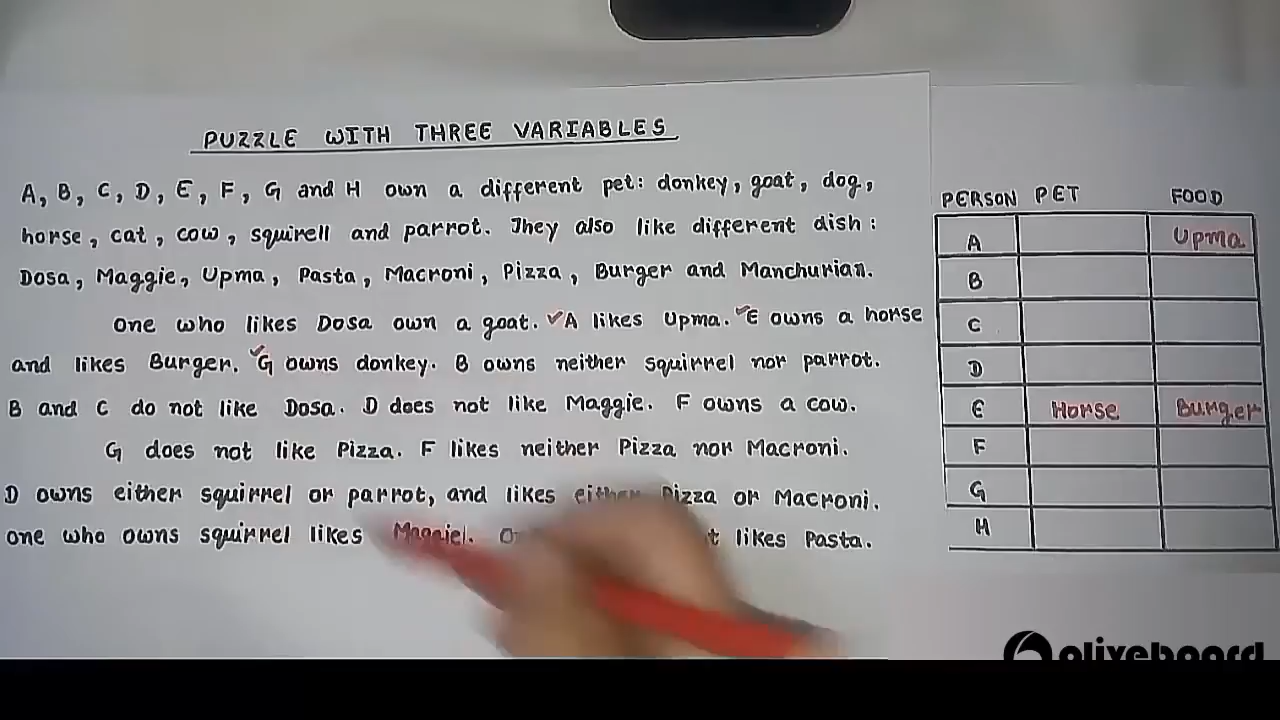 PUZZLE WITH THREE VARIABLES
A, B, C, D, E, F, G and H own a different pet: donkey, goat, dog,
horse, cat, cow, squirell and parrot. They also like different dish:
Dosa, Maggie, Upma, Pasta, Macroni, Pizza, Burger and Manchurian.
One who likes Dosa own a goat. ✓A likes Upma. ✓E owns a horse
and likes Burger. ✓G owns donkey. B owns neither squirrel nor parrot.
B and C do not like Dosa. D does not like Maggie. F owns a cow.
G does not like Pizza. F likes neither Pizza nor Macroni.
D owns either squirrel or parrot, and likes either Pizza or Macroni.
one who owns squirrel likes likes Pasta.
PERSON PET FOOD
A Upma
B
C
D
E Horse Burger
F
G
H
oliveboard